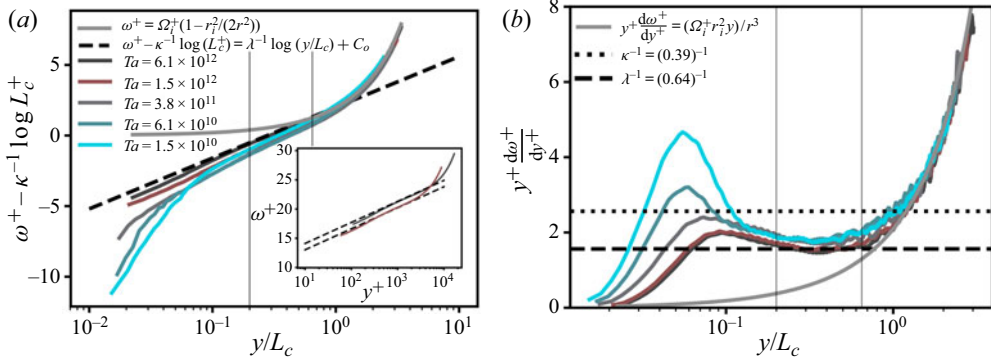 (a)
ω⁺ = Ω_i⁺(1 − r_i²/(2r²))
ω⁺ − κ⁻¹ log (L_c⁺) = λ⁻¹ log (y/L_c) + C_o
Ta = 6.1 × 10¹²
Ta = 1.5 × 10¹²
Ta = 3.8 × 10¹¹
Ta = 6.1 × 10¹⁰
Ta = 1.5 × 10¹⁰
ω⁺ − κ⁻¹ log L_c⁺
5
0
−5
−10
10⁻²
10⁻¹
10⁰
10¹
y/L_c
30
25
20
15
10
ω⁺
10¹
10²
10³
10⁴
y⁺
(b)
y⁺ dω⁺/dy⁺ = (Ω_i⁺r_i²y)/r³
κ⁻¹ = (0.39)⁻¹
λ⁻¹ = (0.64)⁻¹
y⁺ dω⁺/dy⁺
8
6
4
2
0
10⁻¹
10⁰
y/L_c